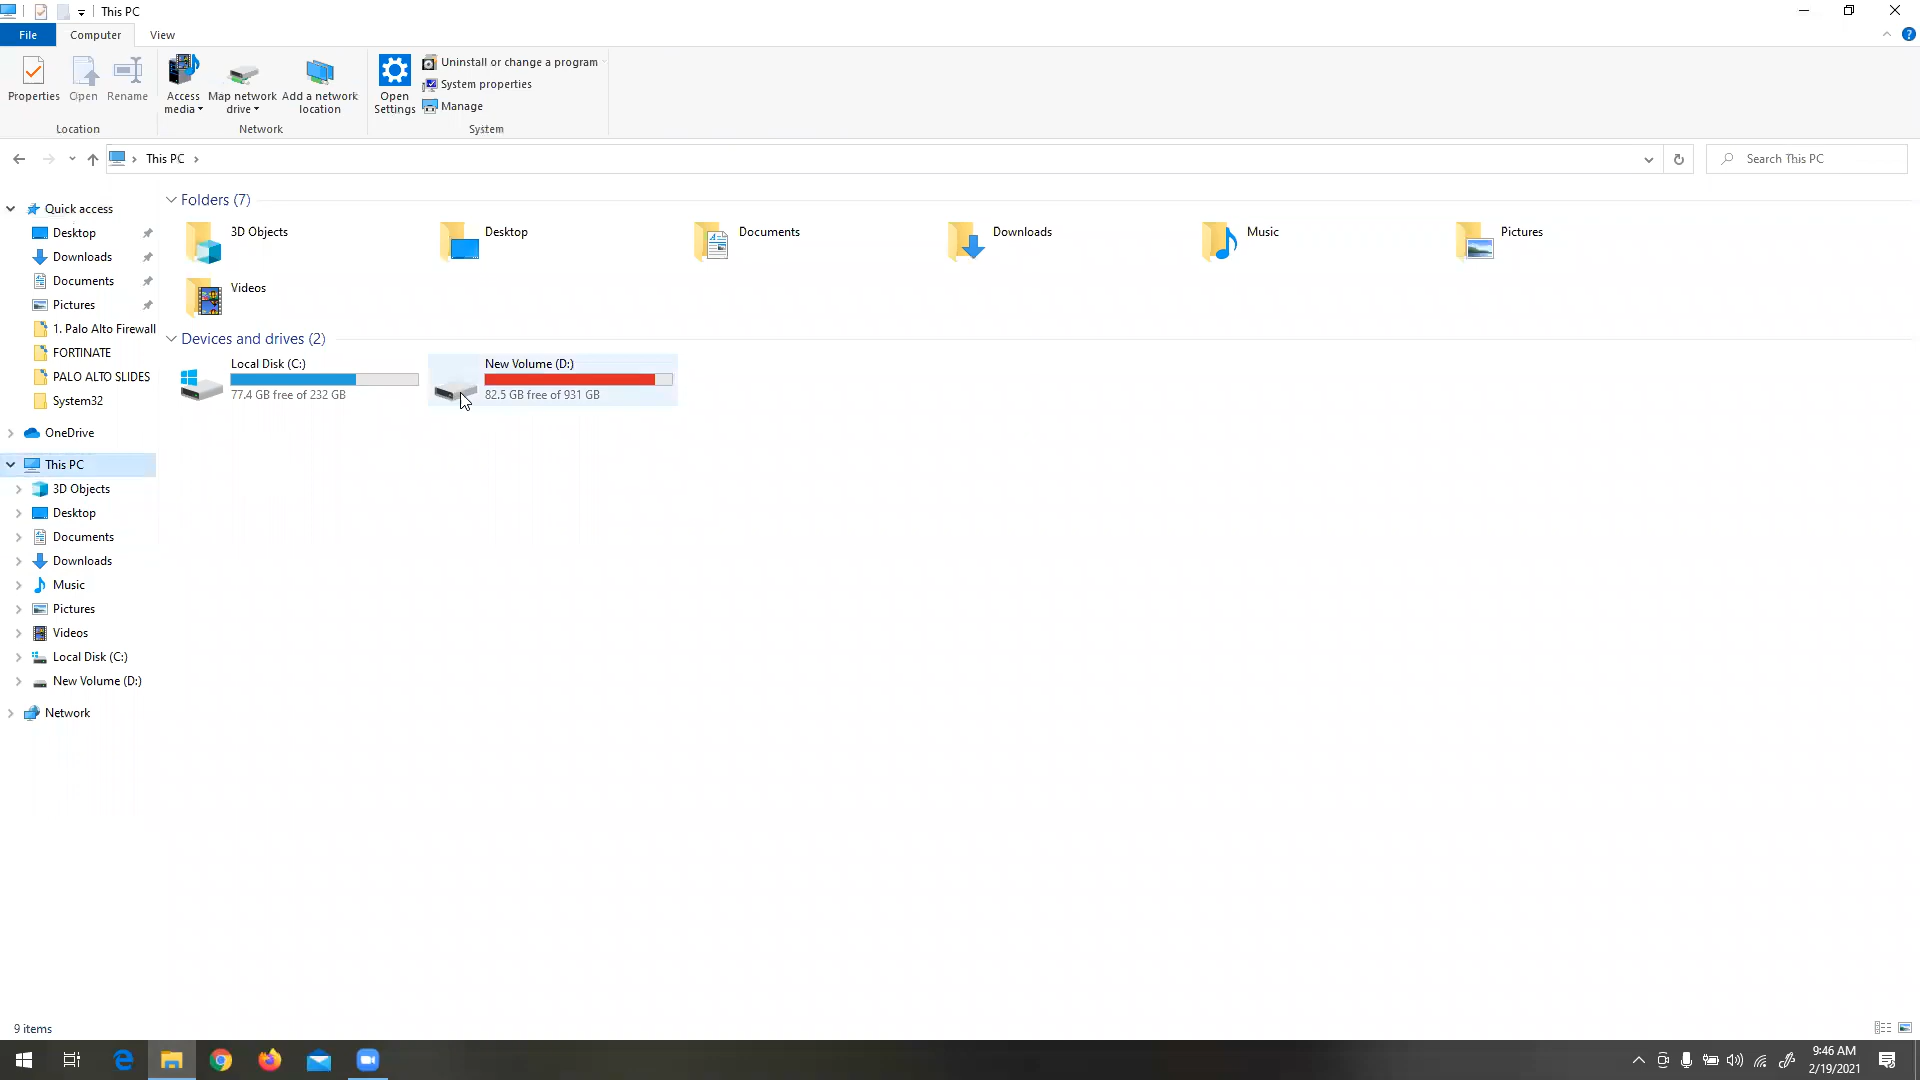 This PC
File
Computer
View
Properties
Open
Rename
Access media
Map network drive
Add a network location
Open Settings
Uninstall or change a program
System properties
Manage
Location
Network
System
This PC
Search This PC
Quick access
Desktop
Downloads
Documents
Pictures
1. Palo Alto Firewall
FORTINATE
PALO ALTO SLIDES
System32
OneDrive
This PC
3D Objects
Desktop
Documents
Downloads
Music
Pictures
Videos
Local Disk (C:)
New Volume (D:)
Network
Folders (7)
3D Objects
Desktop
Documents
Downloads
Music
Pictures
Videos
Devices and drives (2)
Local Disk (C:)
77.4 GB free of 232 GB
New Volume (D:)
82.5 GB free of 931 GB
9 items
9:46 AM
2/19/2021